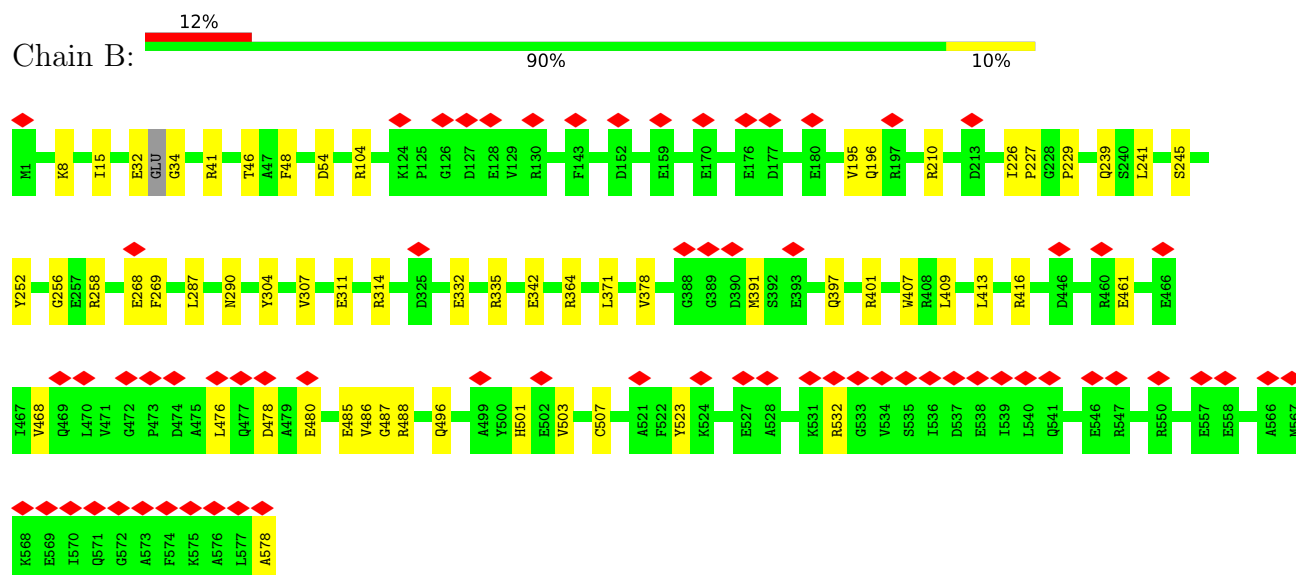 12%
Chain B:
90%
10%
M1 K8 I15 E32 GLU G34 R41 T46 A47 F48 D54 R104 K124 P125 G126 D127 E128 V129 R130 F143 D152 E159 E170 E176 D177 E180 V195 Q196 R197 R210 D213 I226 P227 G228 P229 Q239 S240 L241 S245
Y252 G256 E257 R258 E268 F269 L287 N290 Y304 V307 E311 R314 D325 E332 R335 E342 R364 L371 V378 G388 G389 D390 M391 S392 E393 Q397 R401 W407 R408 L409 L413 R416 D446 R460 E461 E466
I467 V468 Q469 L470 V471 G472 P473 D474 A475 L476 Q477 D478 A479 E480 E485 V486 G487 R488 Q496 A499 Y500 H501 E502 V503 C507 A521 F522 Y523 K524 E527 A528 K531 R532 G533 V534 S535 I536 D537 E538 I539 L540 Q541 E546 R547 R550 E557 E558 A566 M567
K568 E569 I570 Q571 G572 A573 F574 K575 A576 L577 A578